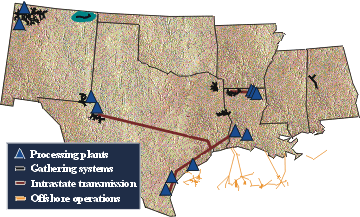 Processing plants
Gathering systems
Intrastate transmission
Offshore operations